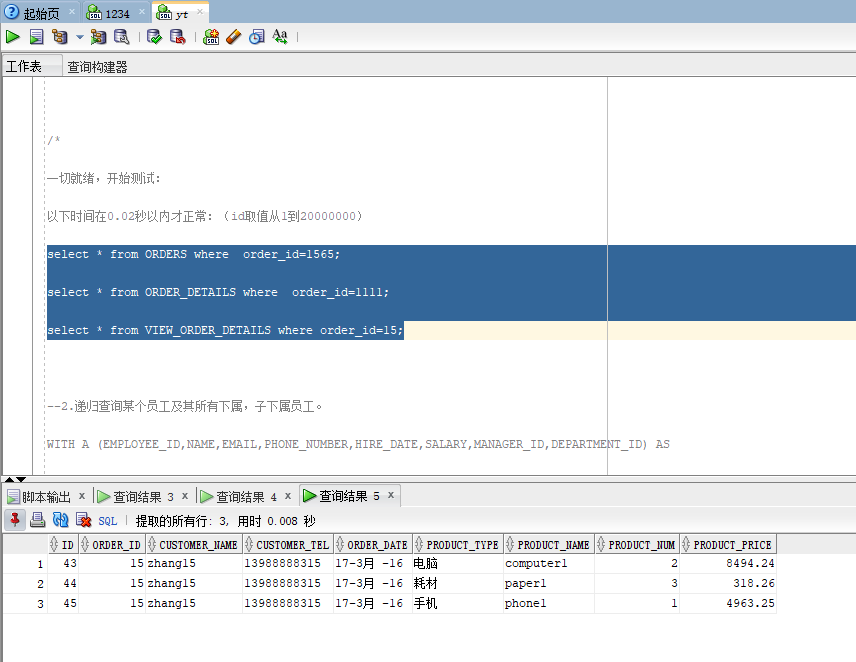 起始页 1234 yt
工作表 查询构建器
/*
一切就绪，开始测试：
以下时间在0.02秒以内才正常：（id取值从1到20000000）
select * from ORDERS where  order_id=1565;
select * from ORDER_DETAILS where  order_id=1111;
select * from VIEW_ORDER_DETAILS where order_id=15;
--2.递归查询某个员工及其所有下属，子下属员工。
WITH A (EMPLOYEE_ID,NAME,EMAIL,PHONE_NUMBER,HIRE_DATE,SALARY,MANAGER_ID,DEPARTMENT_ID) AS
脚本输出 x 查询结果 3 x 查询结果 4 x 查询结果 5 x
SQL | 提取的所有行: 3, 用时 0.008 秒
ID ORDER_ID CUSTOMER_NAME CUSTOMER_TEL ORDER_DATE PRODUCT_TYPE PRODUCT_NAME PRODUCT_NUM PRODUCT_PRICE
1 43 15 zhang15 13988888315 17-3月 -16 电脑 computer1 2 8494.24
2 44 15 zhang15 13988888315 17-3月 -16 耗材 paper1 3 318.26
3 45 15 zhang15 13988888315 17-3月 -16 手机 phone1 1 4963.25